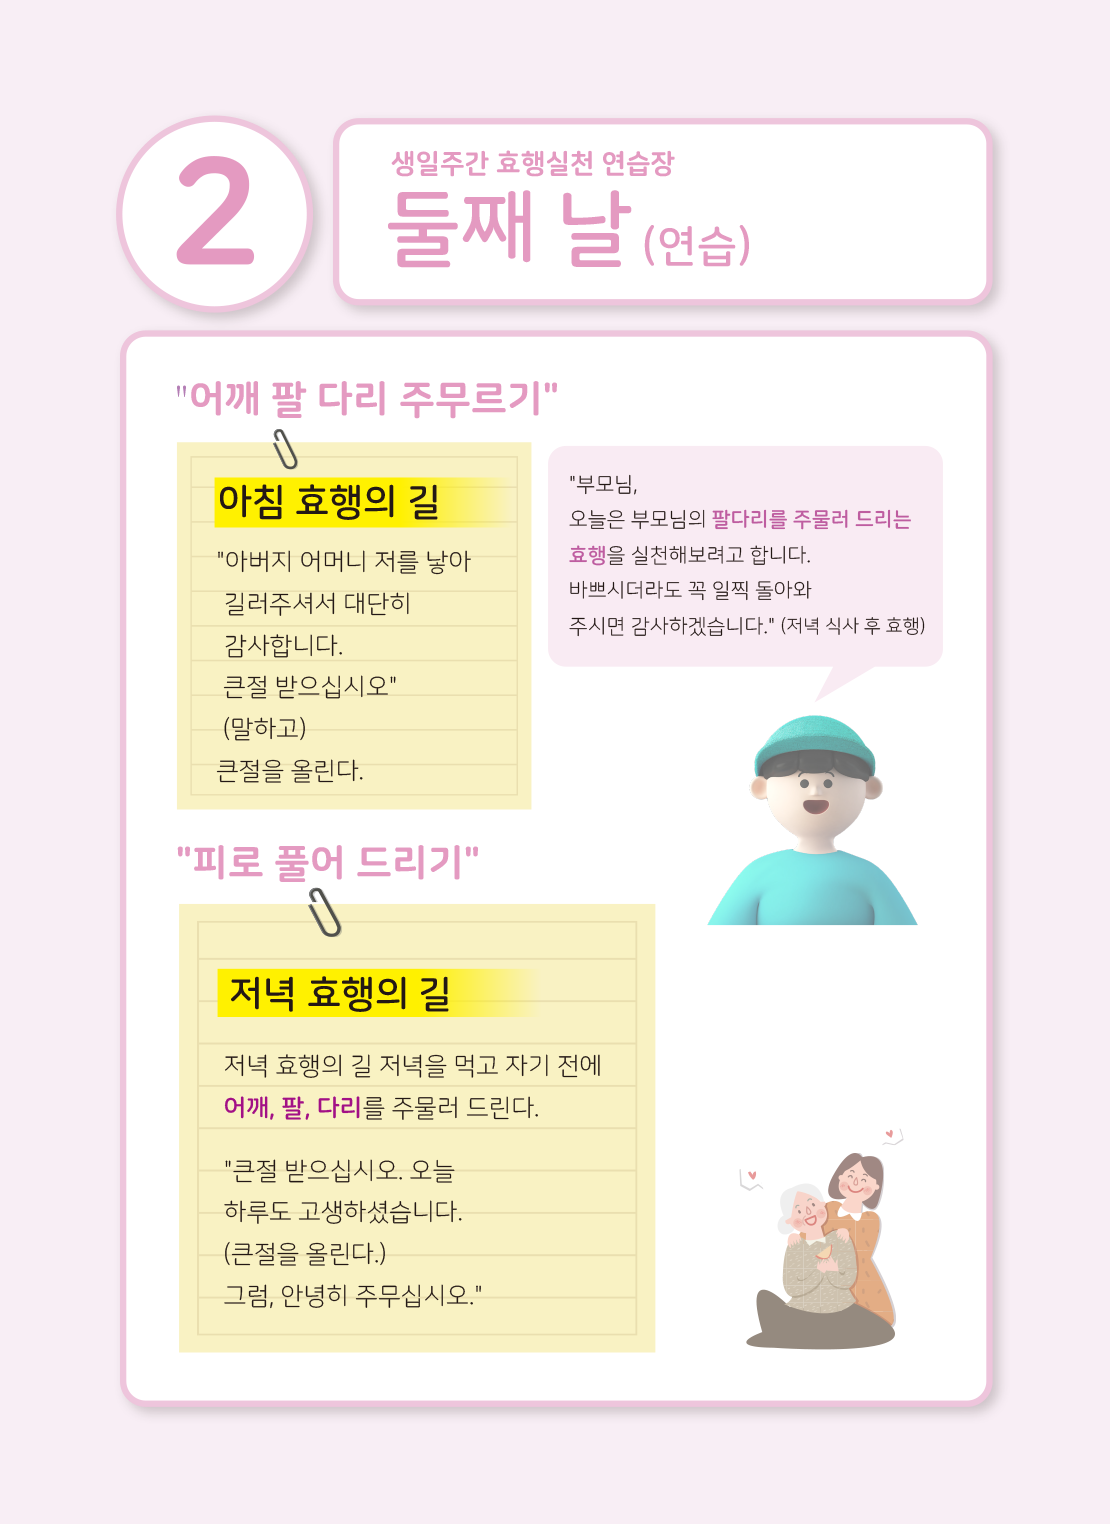 2
생일주간 효행실천 연습장
둘째 날 (연습)
"어깨 팔 다리 주무르기"
아침 효행의 길
"아버지 어머니 저를 낳아
길러주셔서 대단히
감사합니다.
큰절 받으십시오"
(말하고)
큰절을 올린다.
"부모님,
오늘은 부모님의 팔다리를 주물러 드리는
효행을 실천해보려고 합니다.
바쁘시더라도 꼭 일찍 돌아와
주시면 감사하겠습니다." (저녁 식사 후 효행)
"피로 풀어 드리기"
저녁 효행의 길
저녁 효행의 길 저녁을 먹고 자기 전에
어깨, 팔, 다리를 주물러 드린다.
"큰절 받으십시오. 오늘
하루도 고생하셨습니다.
(큰절을 올린다.)
그럼, 안녕히 주무십시오."